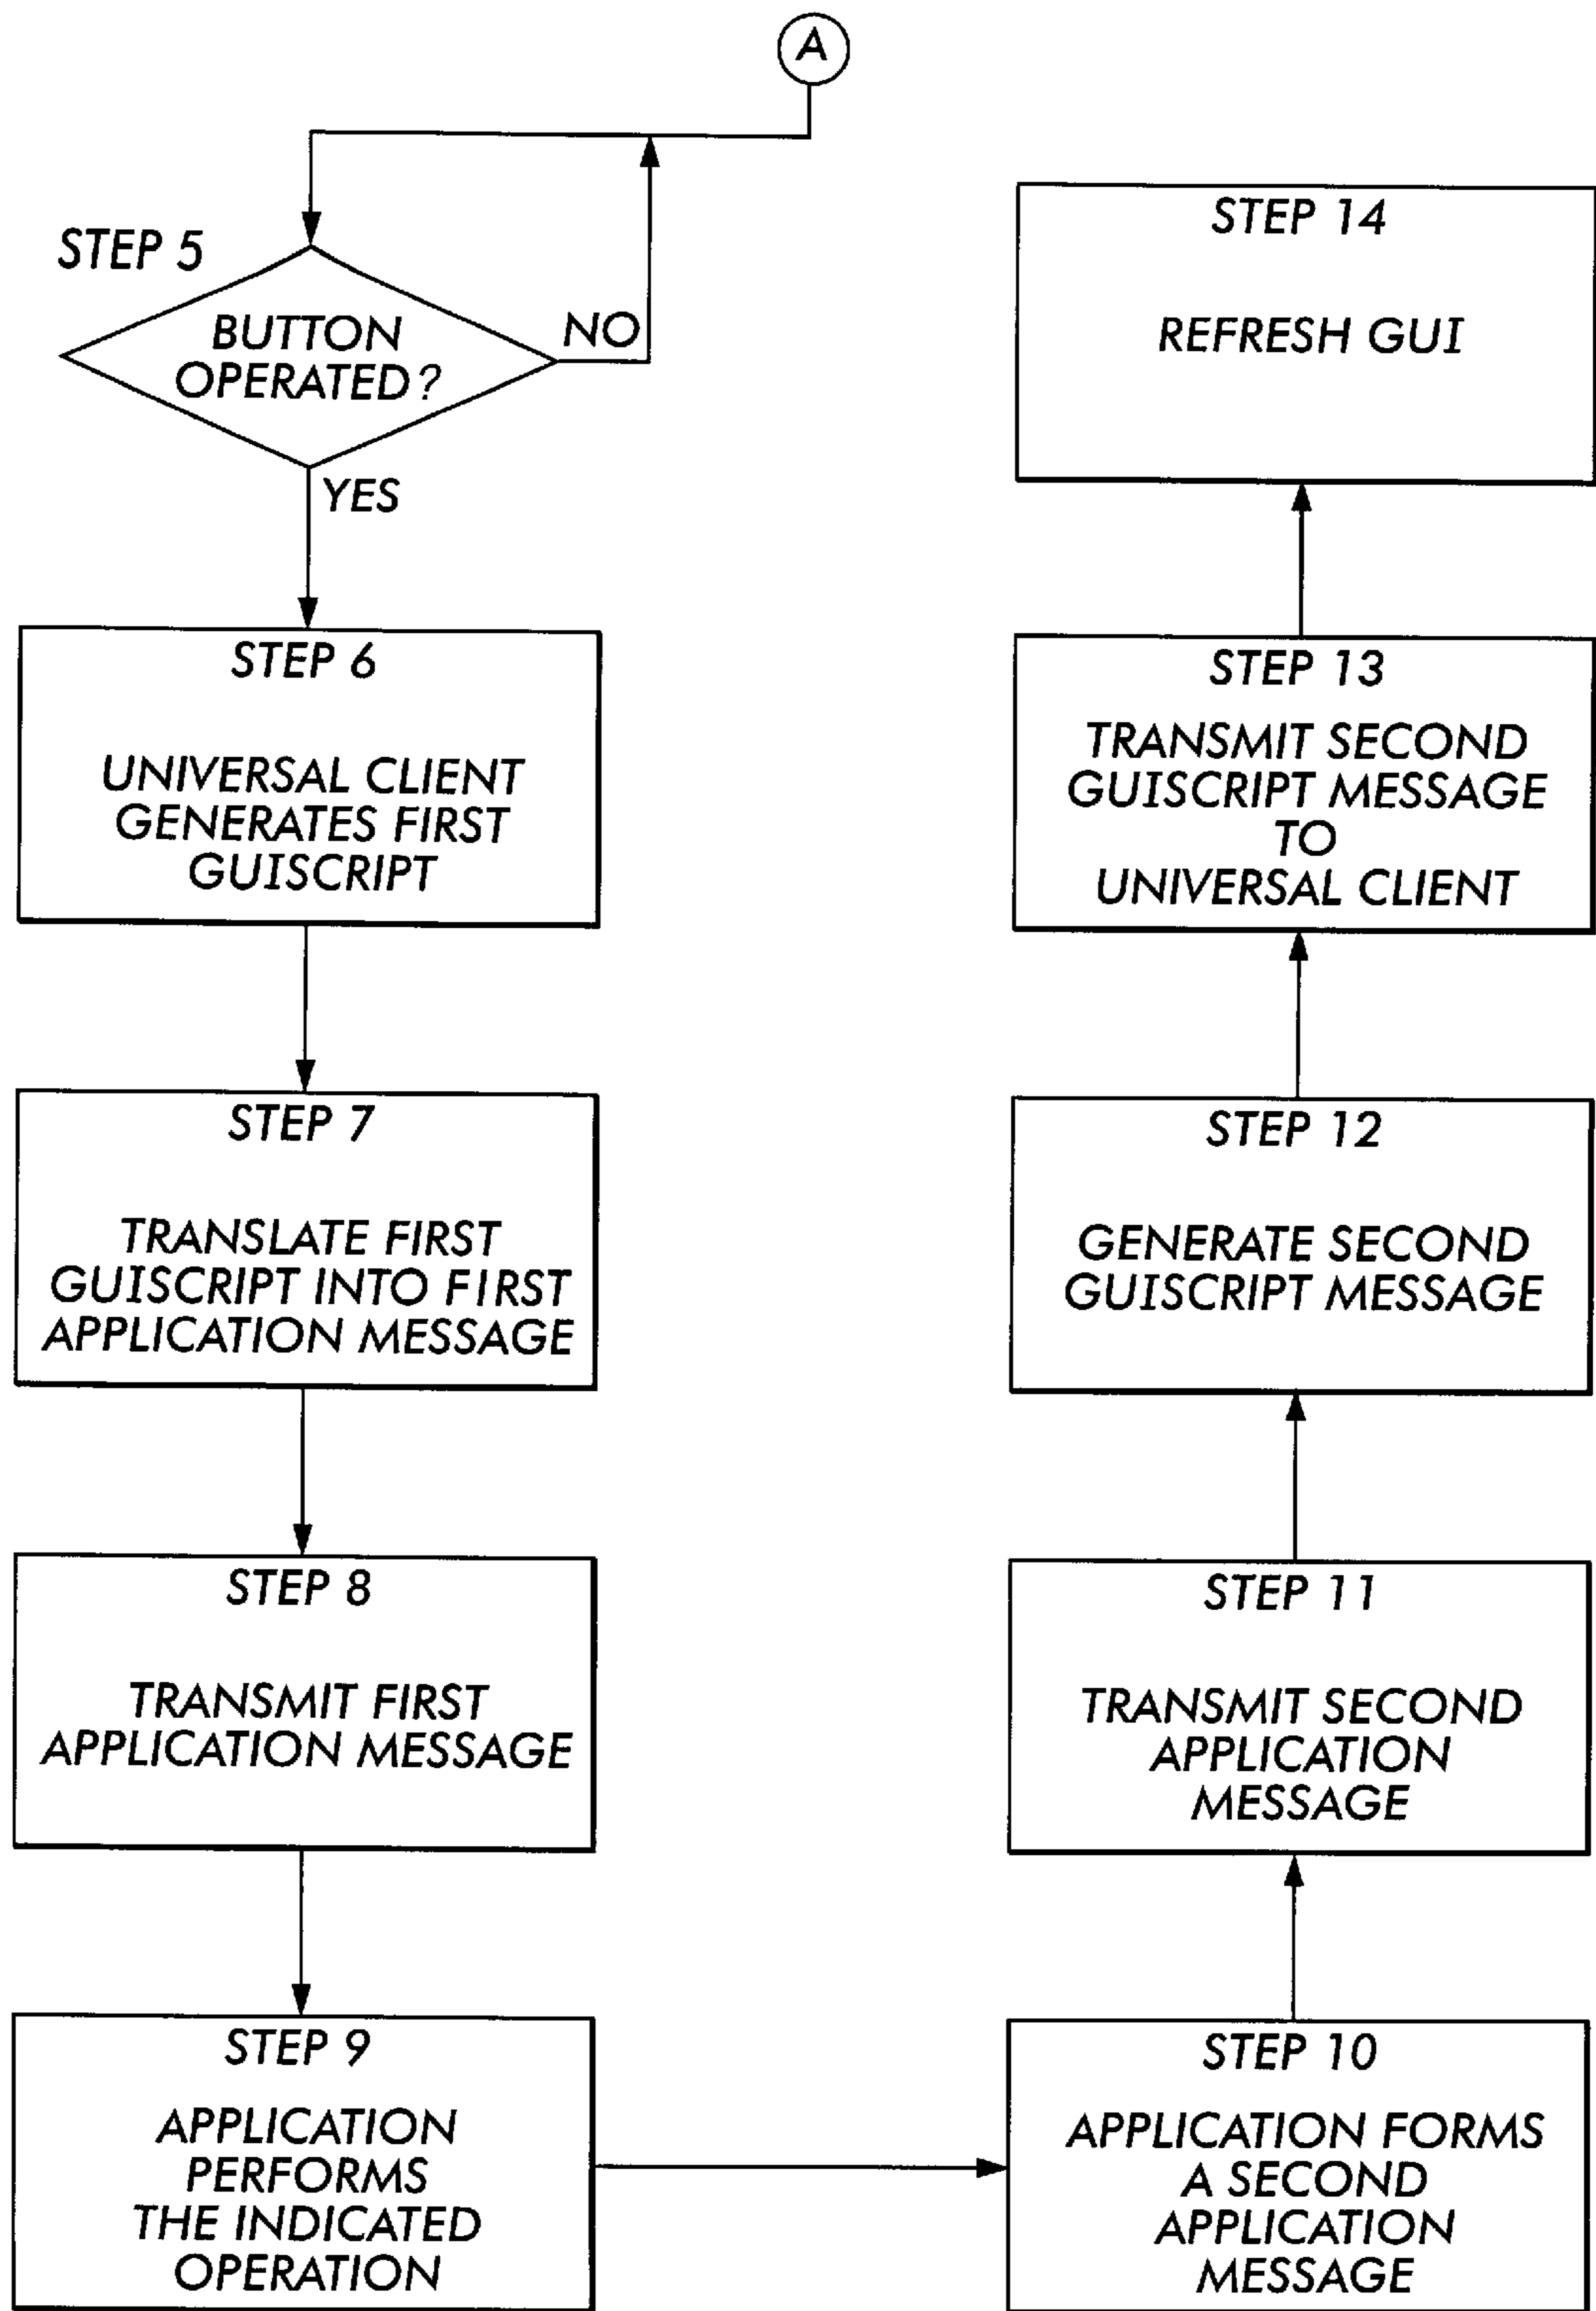 A
STEP 5
BUTTON
OPERATED?
NO
YES
STEP 6
UNIVERSAL CLIENT
GENERATES FIRST
GUISCRIPT
STEP 7
TRANSLATE FIRST
GUISCRIPT INTO FIRST
APPLICATION MESSAGE
STEP 8
TRANSMIT FIRST
APPLICATION MESSAGE
STEP 9
APPLICATION
PERFORMS
THE INDICATED
OPERATION
STEP 10
APPLICATION FORMS
A SECOND
APPLICATION
MESSAGE
STEP 11
TRANSMIT SECOND
APPLICATION
MESSAGE
STEP 12
GENERATE SECOND
GUISCRIPT MESSAGE
STEP 13
TRANSMIT SECOND
GUISCRIPT MESSAGE
TO
UNIVERSAL CLIENT
STEP 14
REFRESH GUI